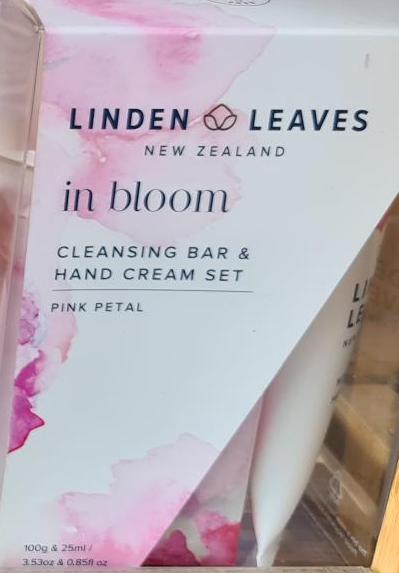 LINDEN LEAVES
NEW ZEALAND
in bloom
CLEANSING BAR &
HAND CREAM SET
PINK PETAL
100g & 25ml /
3.53oz & 0.85fl oz